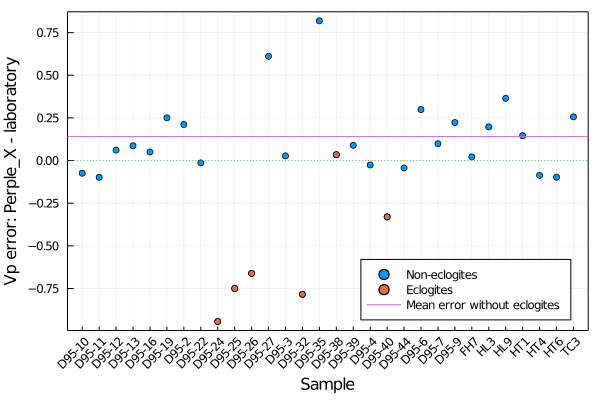 Vp error: Perple_X - laboratory
0.75
0.50
0.25
0.00
−0.25
−0.50
−0.75
Non-eclogites
Eclogites
Mean error without eclogites
D95-10 D95-11 D95-12 D95-13 D95-16 D95-19 D95-2 D95-22 D95-24 D95-25 D95-26 D95-27 D95-3 D95-32 D95-35 D95-38 D95-39 D95-4 D95-40 D95-44 D95-6 D95-7 D95-9 FH7 HL3 HL9 HT1 HT4 HT6 TC3
Sample